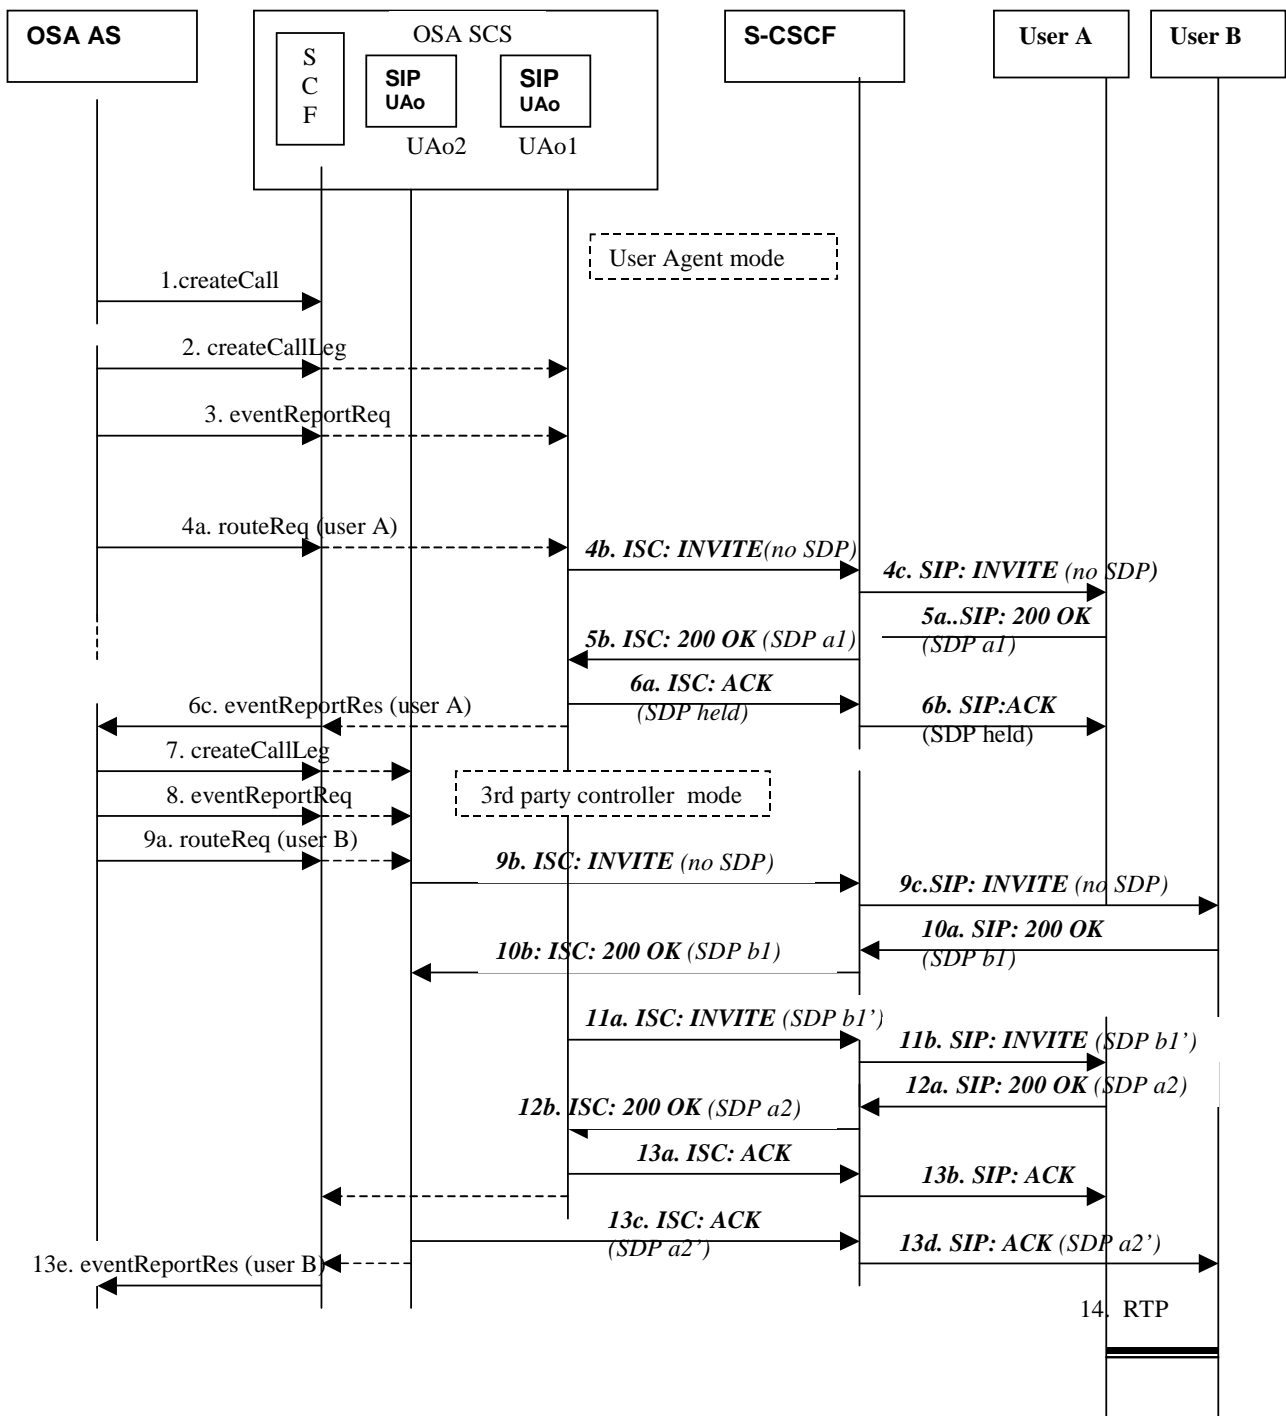 OSA AS
OSA SCS
S
C
F
SIP
UAo
UAo2
SIP
UAo
UAo1
S-CSCF
User A
User B
User Agent mode
1.createCall
2. createCallLeg
3. eventReportReq
4a. routeReq (user A)
4b. ISC: INVITE(no SDP)
4c. SIP: INVITE (no SDP)
5a..SIP: 200 OK
(SDP a1)
5b. ISC: 200 OK (SDP a1)
6a. ISC: ACK
(SDP held)
6b. SIP:ACK
(SDP held)
6c. eventReportRes (user A)
7. createCallLeg
8. eventReportReq
3rd party controller mode
9a. routeReq (user B)
9b. ISC: INVITE (no SDP)
9c.SIP: INVITE (no SDP)
10a. SIP: 200 OK
(SDP b1)
10b: ISC: 200 OK (SDP b1)
11a. ISC: INVITE (SDP b1’)
11b. SIP: INVITE (SDP b1’)
12a. SIP: 200 OK (SDP a2)
12b. ISC: 200 OK (SDP a2)
13a. ISC: ACK
13b. SIP: ACK
13c. ISC: ACK
(SDP a2’)
13d. SIP: ACK (SDP a2’)
13e. eventReportRes (user B)
14. RTP